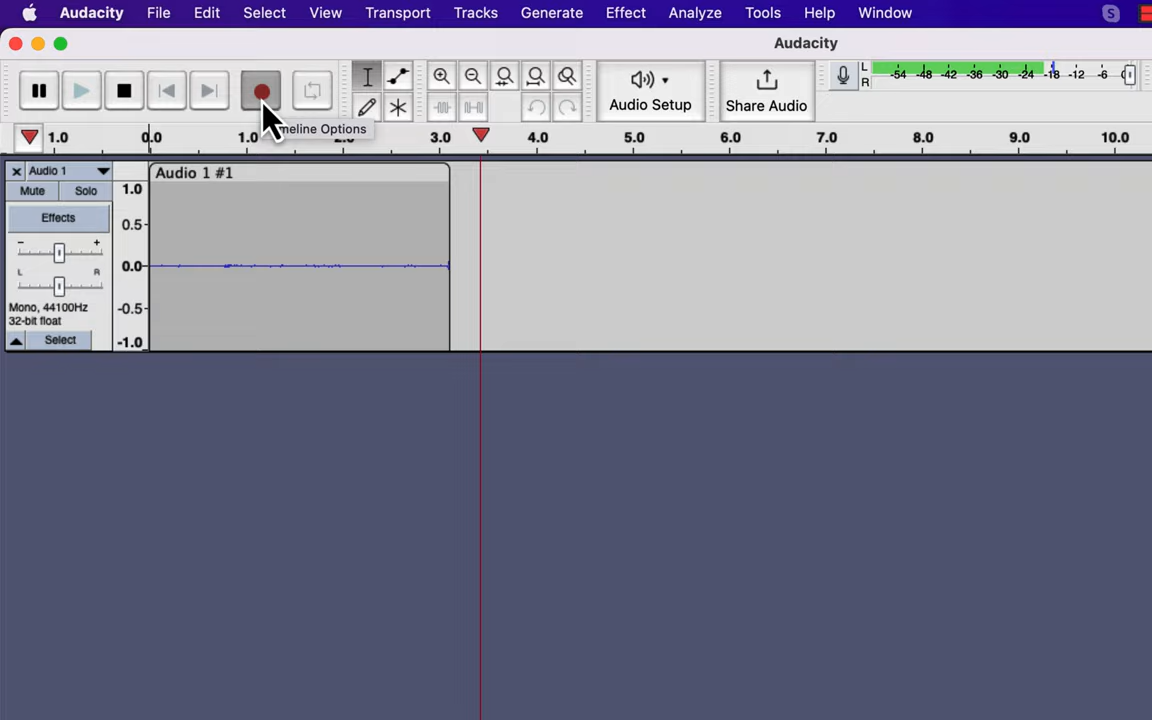 Audacity File Edit Select View Transport Tracks Generate Effect Analyze Tools Help Window S
Audacity
Audio Setup
Share Audio
L
R
-54 -48 -42 -36 -30 -24 -18 -12 -6
meline Options
1.0 0.0 1.0 2.0 3.0 4.0 5.0 6.0 7.0 8.0 9.0 10.0
Audio 1
Audio 1 #1
Mute Solo
Effects
- +
L R
Mono, 44100Hz
32-bit float
Select
1.0
0.5
0.0
-0.5
-1.0